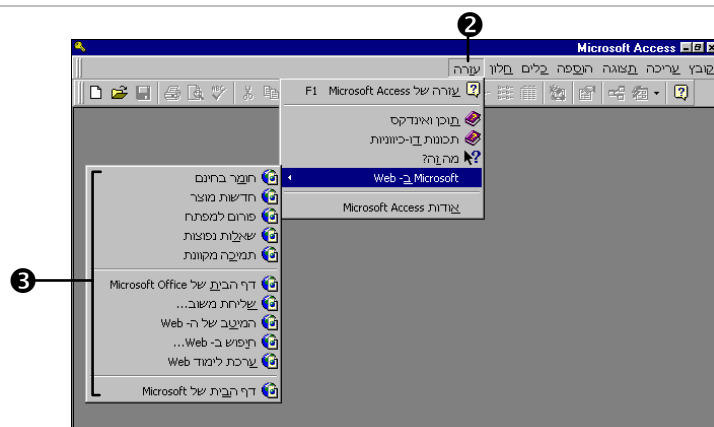 ❷
Microsoft Access
קובץ עריכה תצוגה הוספה כלים חלון עזרה
עזרה של Microsoft Access F1
תוכן ואינדקס
תכונות דו-כיווניות
מה זה?
Microsoft ב- Web
אודות Microsoft Access
❸
חומר בחינם
חדשות מוצר
פורום למפתח
שאלות נפוצות
תמיכה מקוונת
דף הבית של Microsoft Office
שליחת משוב...
המיטב של ה- Web
חיפוש ב- Web...
ערכת לימוד Web
דף הבית של Microsoft